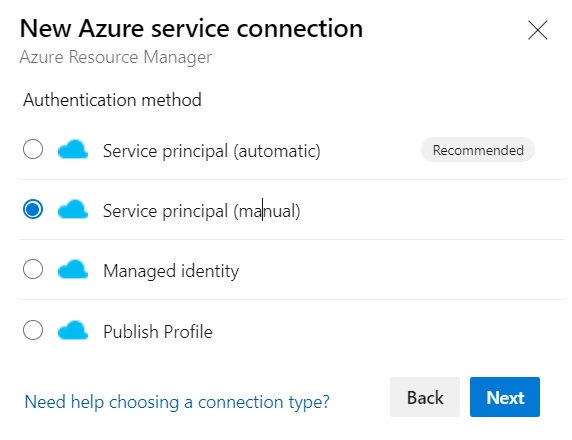 New Azure service connection
Azure Resource Manager
Authentication method
Service principal (automatic) Recommended
Service principal (manual)
Managed identity
Publish Profile
Need help choosing a connection type? Back Next